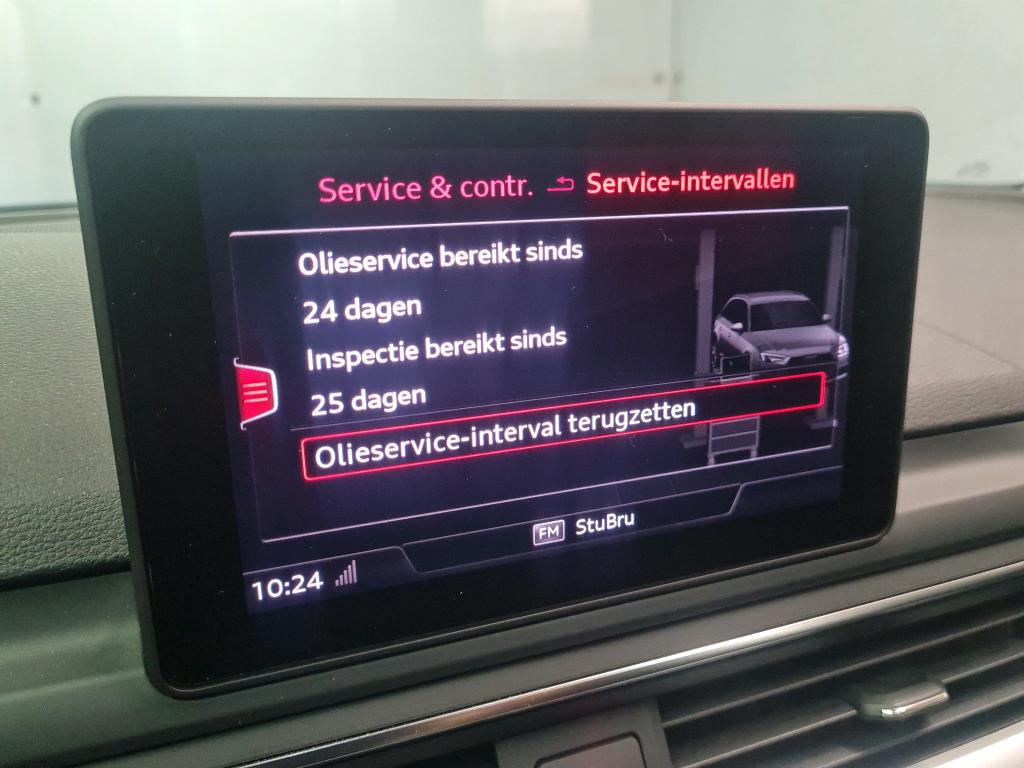 Service & contr. Service-intervallen
Olieservice bereikt sinds
24 dagen
Inspectie bereikt sinds
25 dagen
Olieservice-interval terugzetten
FM StuBru
10:24